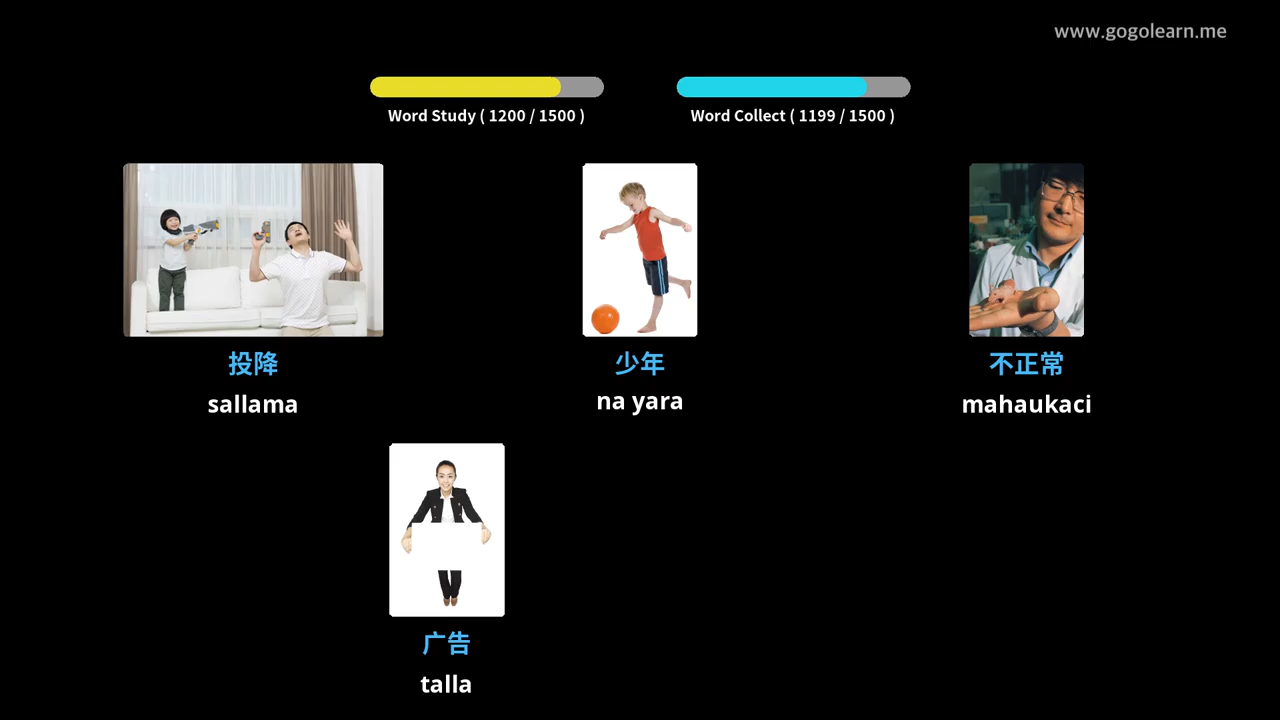 www.gogolearn.me
Word Study ( 1200 / 1500 )
Word Collect ( 1199 / 1500 )
投降
sallama
少年
na yara
不正常
mahaukaci
广告
talla